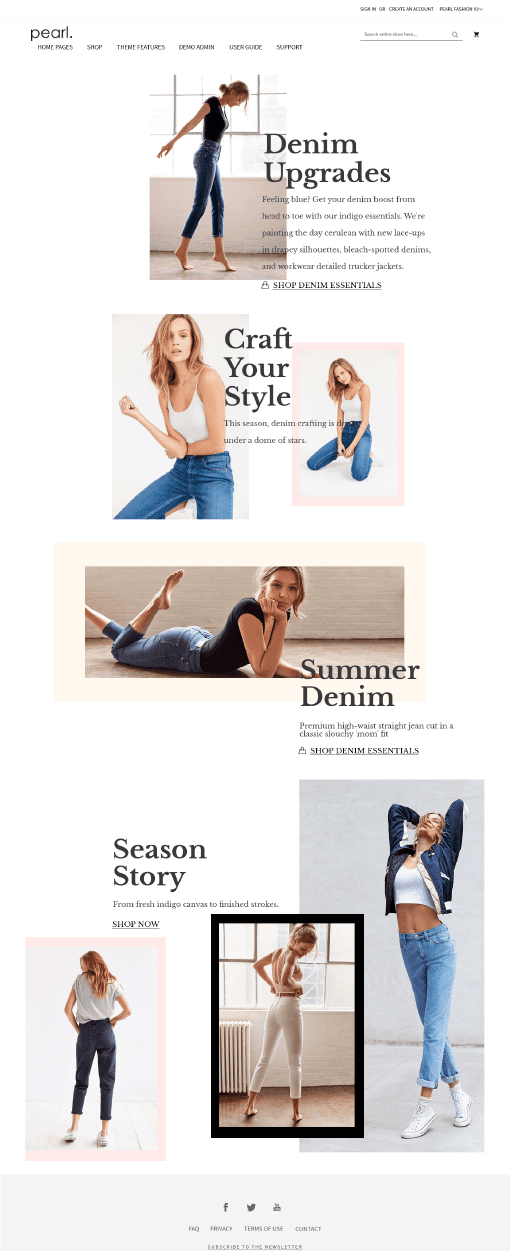 SIGN IN OR CREATE AN ACCOUNT PEARL FASHION V3
pearl.
Search entire store here...
HOME PAGES SHOP THEME FEATURES DEMO ADMIN USER GUIDE SUPPORT
Denim
Upgrades
Feeling blue? Get your denim boost from
head to toe with our indigo essentials. We're
painting the day cerulean with new lace-ups
in drapey silhouettes, bleach-spotted denims,
and workwear detailed trucker jackets.
SHOP DENIM ESSENTIALS
Craft
Your
Style
This season, denim crafting is
under a dome of stars.
Summer
Denim
Premium high-waist straight jean cut in a
classic slouchy 'mom' fit
SHOP DENIM ESSENTIALS
Season
Story
From fresh indigo canvas to finished strokes.
SHOP NOW
FAQ PRIVACY TERMS OF USE CONTACT
SUBSCRIBE TO THE NEWSLETTER